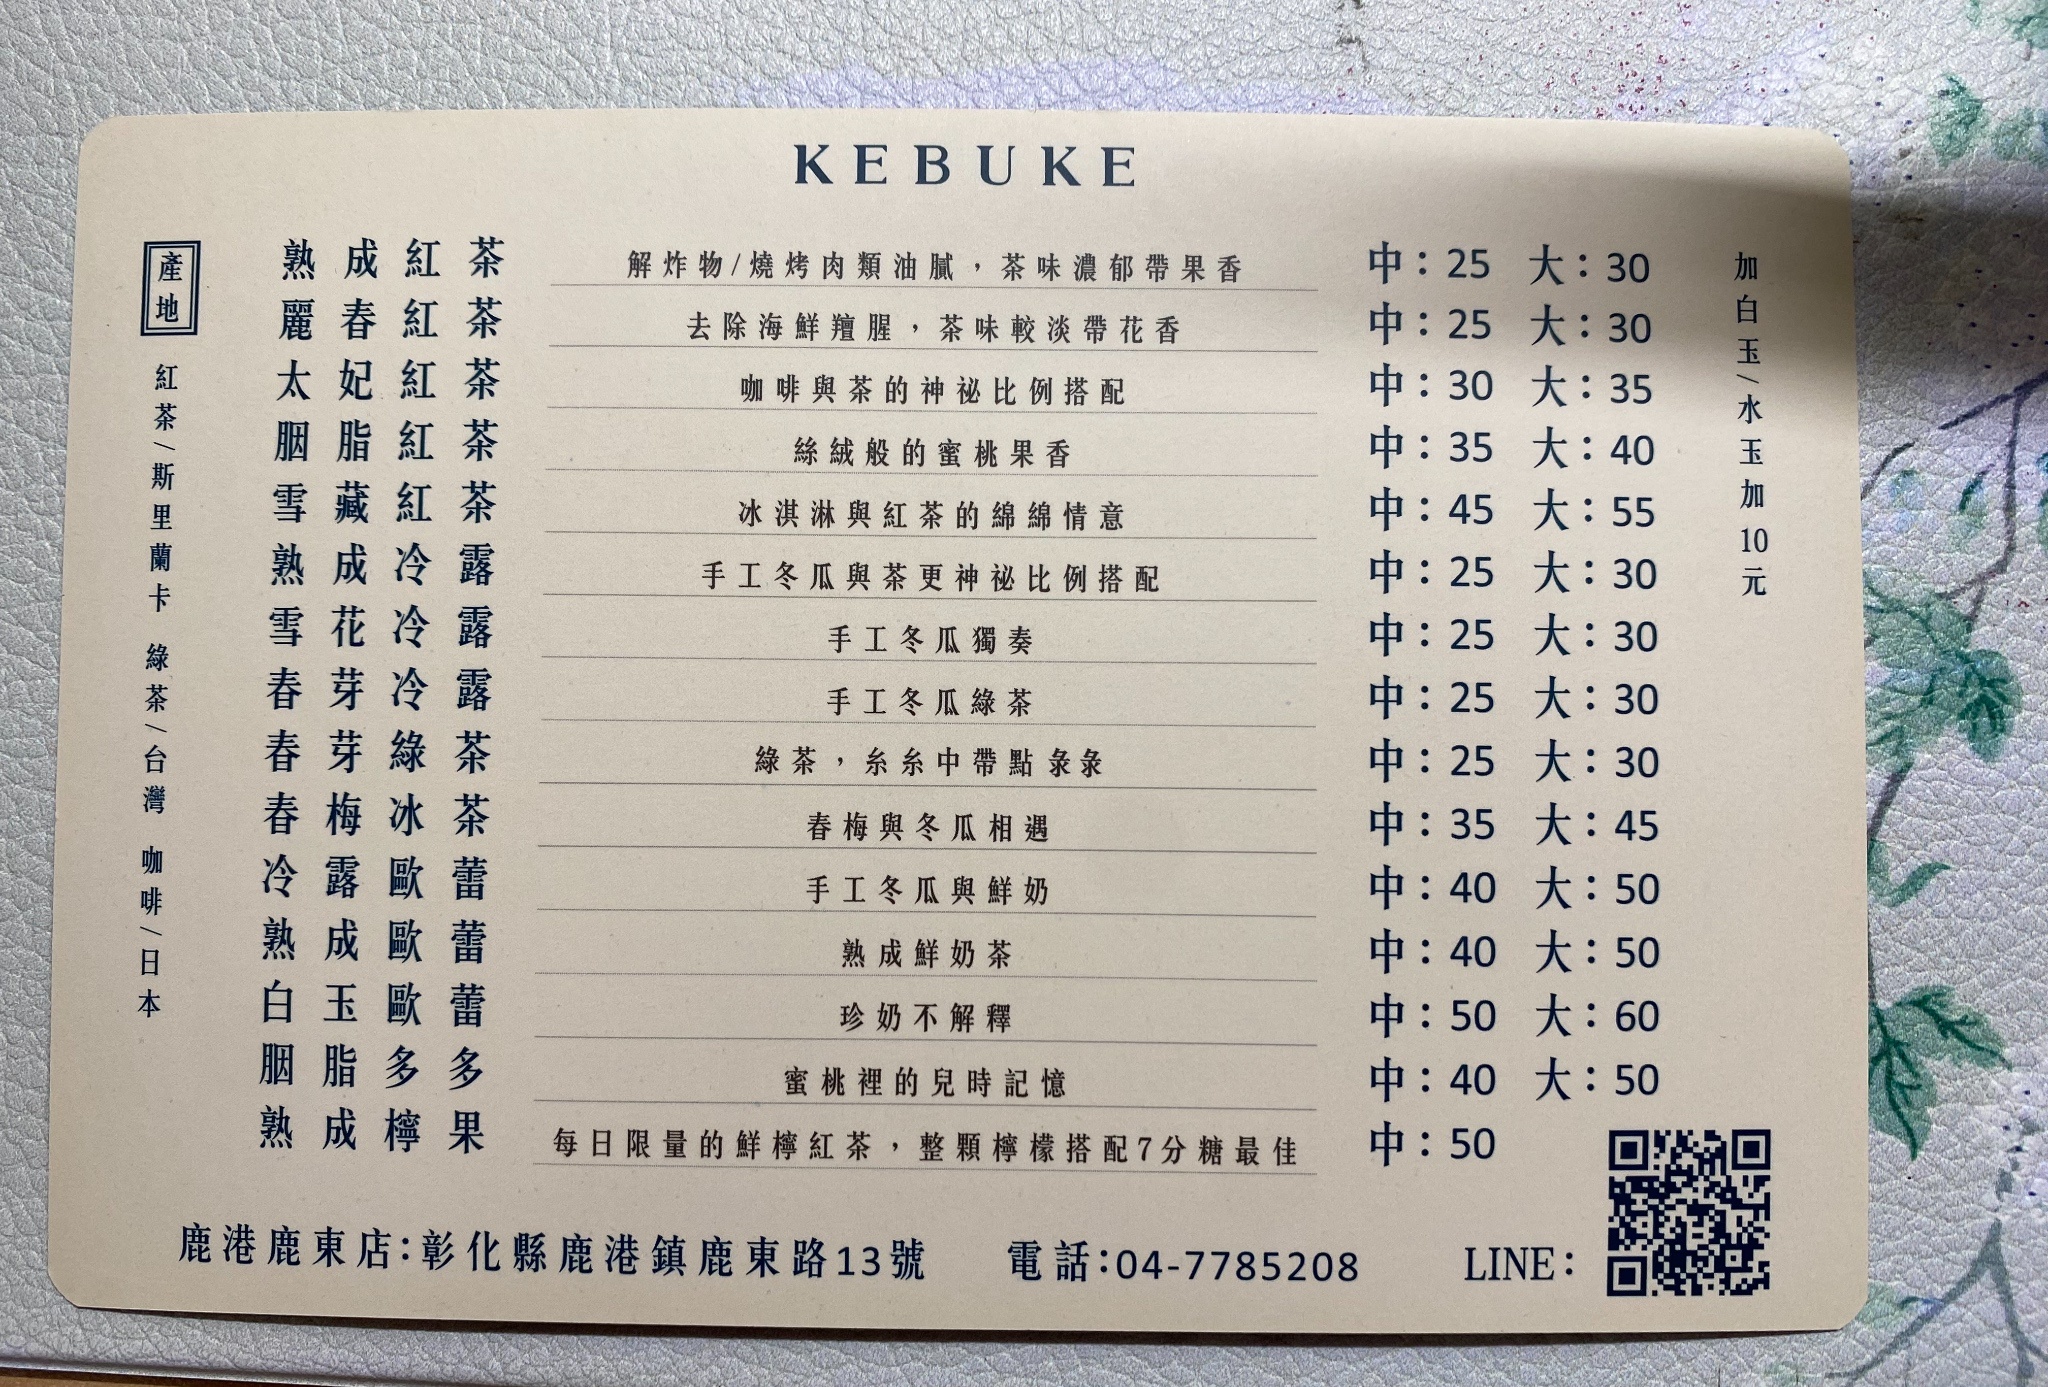 KEBUKE
產地
紅茶/斯里蘭卡 綠茶/台灣 咖啡/日本
熟成紅茶 解炸物/燒烤肉類油膩，茶味濃郁帶果香 中：25 大：30
麗春紅茶 去除海鮮羶腥，茶味較淡帶花香 中：25 大：30
太妃紅茶 咖啡與茶的神祕比例搭配 中：30 大：35
胭脂紅茶 絲絨般的蜜桃果香 中：35 大：40
雪藏紅茶 冰淇淋與紅茶的綿綿情意 中：45 大：55
熟成冷露 手工冬瓜與茶更神祕比例搭配 中：25 大：30
雪花冷露 手工冬瓜獨奏 中：25 大：30
春芽冷露 手工冬瓜綠茶 中：25 大：30
春芽綠茶 綠茶，糸糸中帶點彔彔 中：25 大：30
春梅冰茶 春梅與冬瓜相遇 中：35 大：45
冷露歐蕾 手工冬瓜與鮮奶 中：40 大：50
熟成歐蕾 熟成鮮奶茶 中：40 大：50
白玉歐蕾 珍奶不解釋 中：50 大：60
胭脂多多 蜜桃裡的兒時記憶 中：40 大：50
熟成檸果 每日限量的鮮檸紅茶，整顆檸檬搭配7分糖最佳 中：50
加白玉/水玉加10元
鹿港鹿東店：彰化縣鹿港鎮鹿東路13號 電話：04-7785208 LINE：